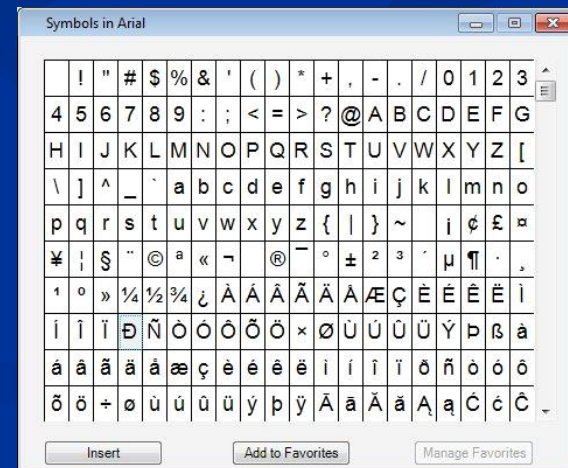 Symbols in Arial
! " # $ % & ' ( ) * + , - . / 0 1 2 3
4 5 6 7 8 9 : ; < = > ? @ A B C D E F G
H I J K L M N O P Q R S T U V W X Y Z [
\ ] ^ _ ` a b c d e f g h i j k l m n o
p q r s t u v w x y z { | } ~ ¡ ¢ £ ¤
¥ ¦ § ¨ © ª « ¬ ® ¯ ° ± ² ³ ´ µ ¶ · ¸
¹ º » ¼ ½ ¾ ¿ À Á Â Ã Ä Å Æ Ç È É Ê Ë Ì
Í Î Ï Ð Ñ Ò Ó Ô Õ Ö × Ø Ù Ú Û Ü Ý Þ ß à
á â ã ä å æ ç è é ê ë ì í î ï ð ñ ò ó ô
õ ö ÷ ø ù ú û ü ý þ ÿ Ā ā Ă ă Ą ą Ć ć Ĉ
Insert Add to Favorites Manage Favorites